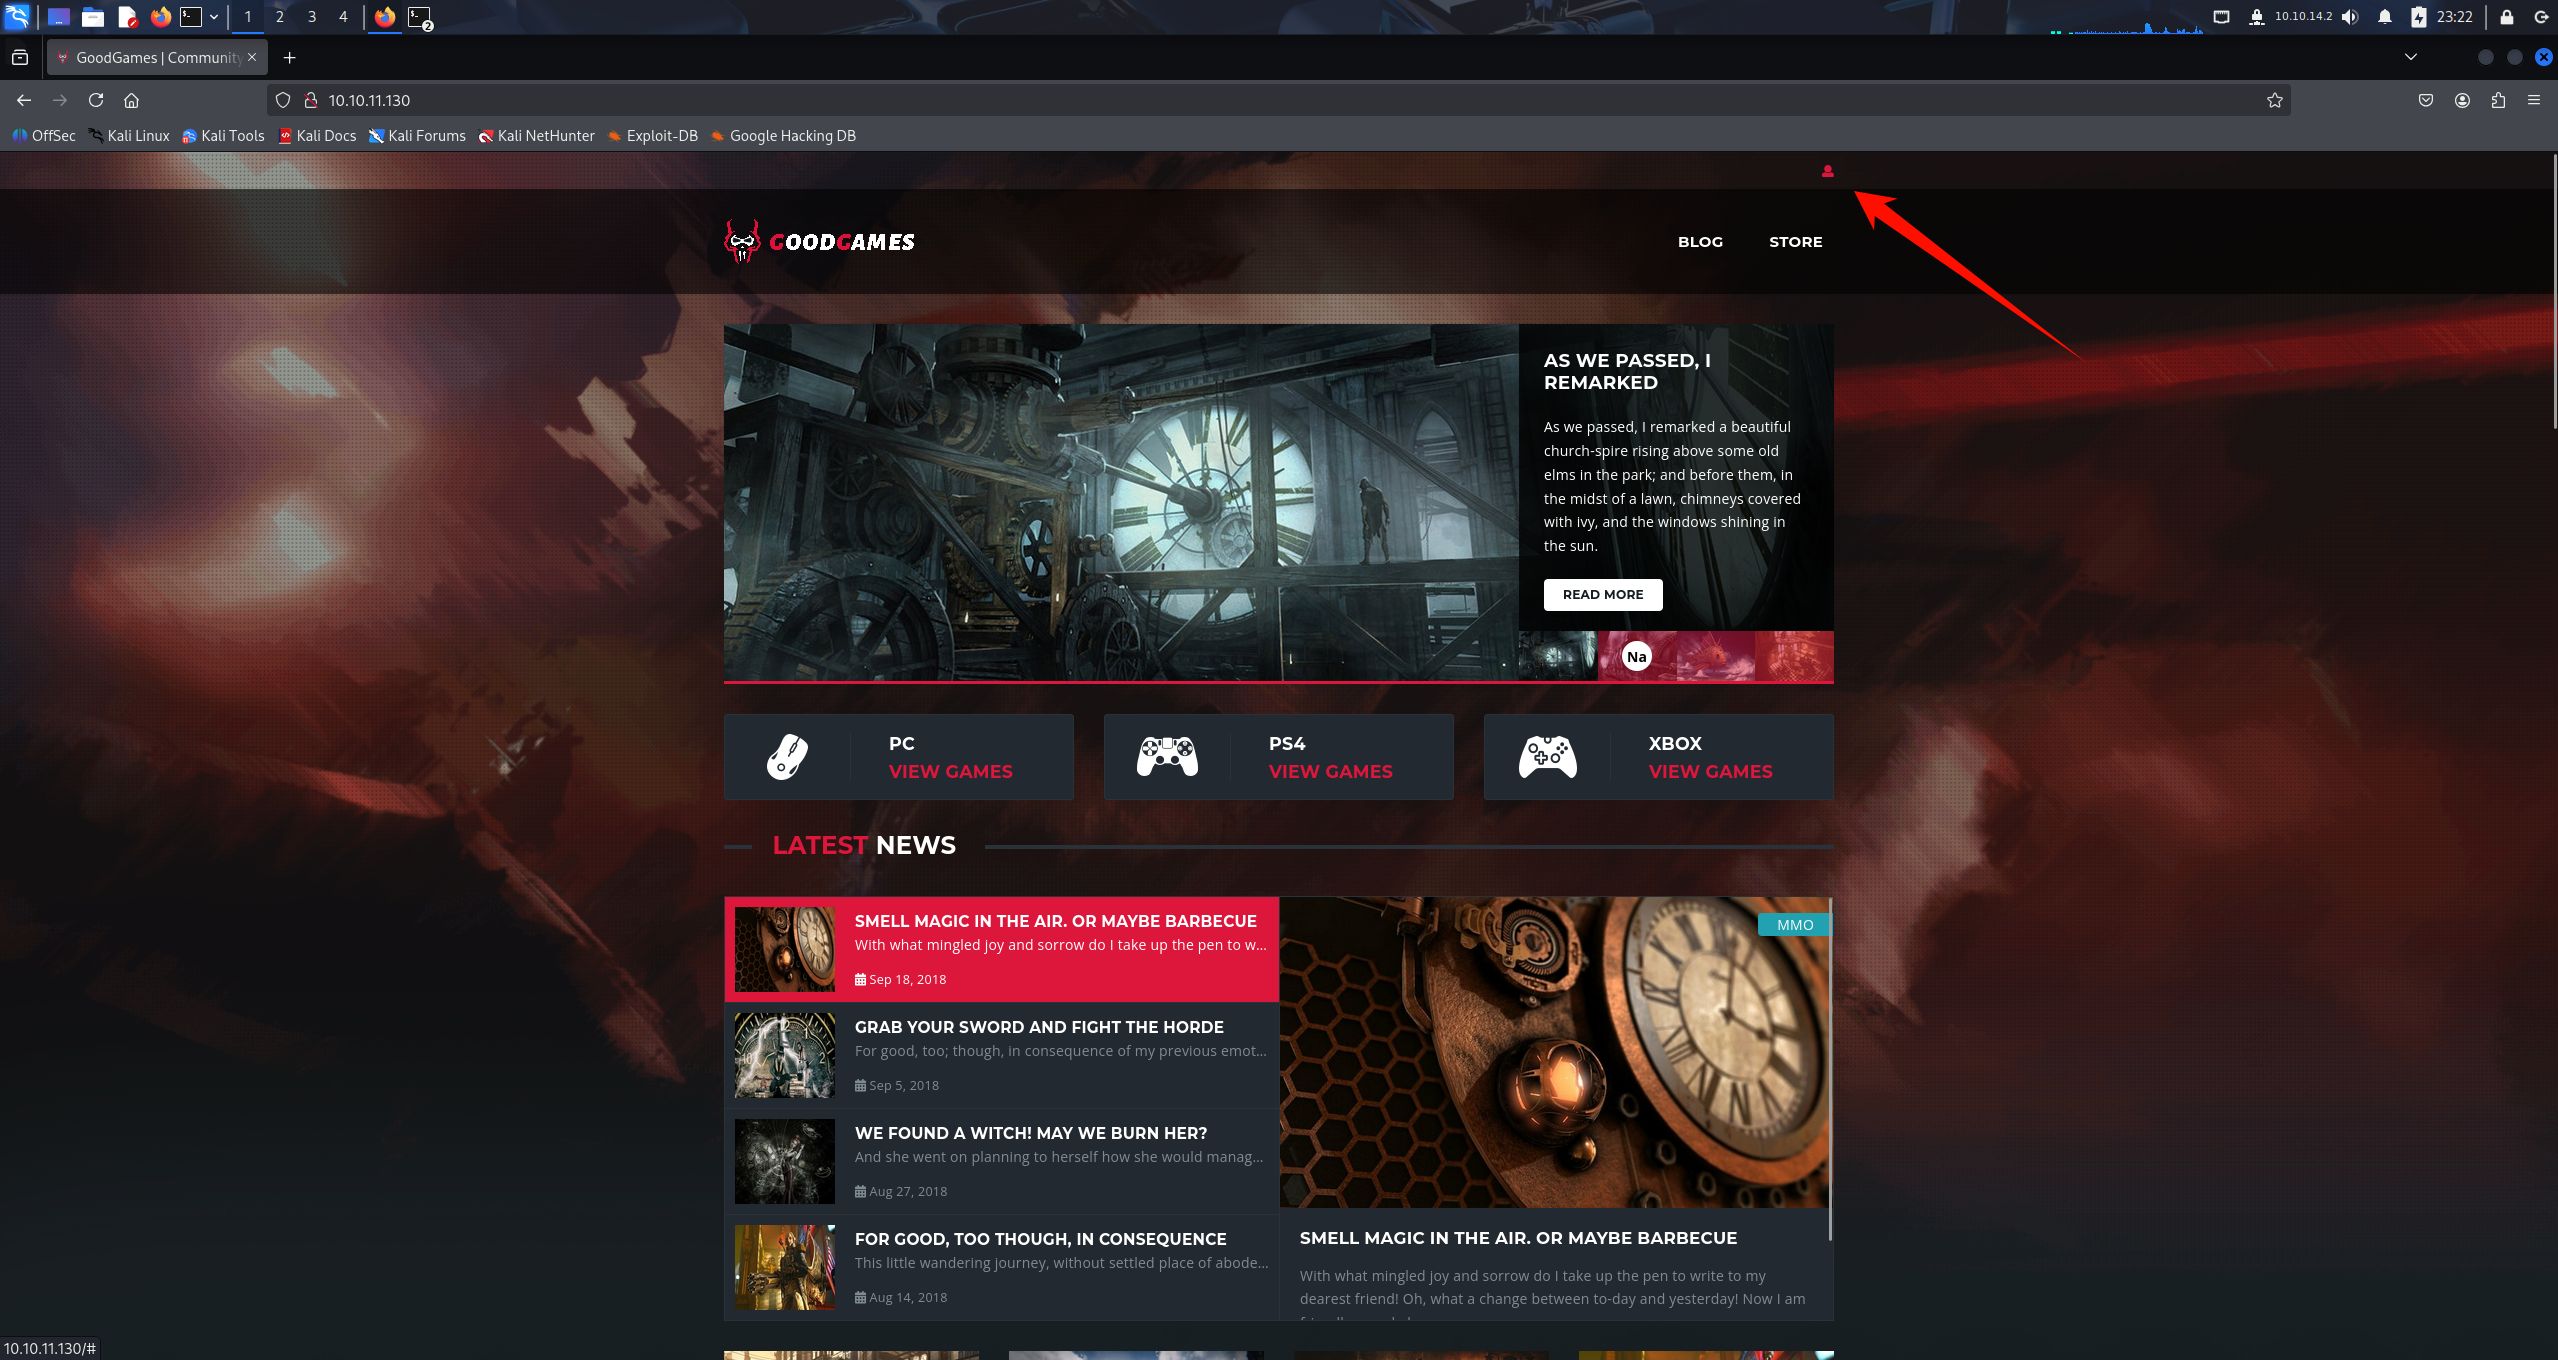 1 2 3 4
2
10.10.14.2
23:22
GoodGames | Community
10.10.11.130
OffSec Kali Linux Kali Tools Kali Docs Kali Forums Kali NetHunter Exploit-DB Google Hacking DB
GOODGAMES
BLOG STORE
AS WE PASSED, I
REMARKED
As we passed, I remarked a beautiful
church-spire rising above some old
elms in the park; and before them, in
the midst of a lawn, chimneys covered
with ivy, and the windows shining in
the sun.
READ MORE
Na
PC
VIEW GAMES
PS4
VIEW GAMES
XBOX
VIEW GAMES
LATEST NEWS
SMELL MAGIC IN THE AIR. OR MAYBE BARBECUE
With what mingled joy and sorrow do I take up the pen to w...
Sep 18, 2018
GRAB YOUR SWORD AND FIGHT THE HORDE
For good, too; though, in consequence of my previous emot...
Sep 5, 2018
WE FOUND A WITCH! MAY WE BURN HER?
And she went on planning to herself how she would manag...
Aug 27, 2018
FOR GOOD, TOO THOUGH, IN CONSEQUENCE
This little wandering journey, without settled place of abode...
Aug 14, 2018
MMO
SMELL MAGIC IN THE AIR. OR MAYBE BARBECUE
With what mingled joy and sorrow do I take up the pen to write to my
dearest friend! Oh, what a change between to-day and yesterday! Now I am
10.10.11.130/#